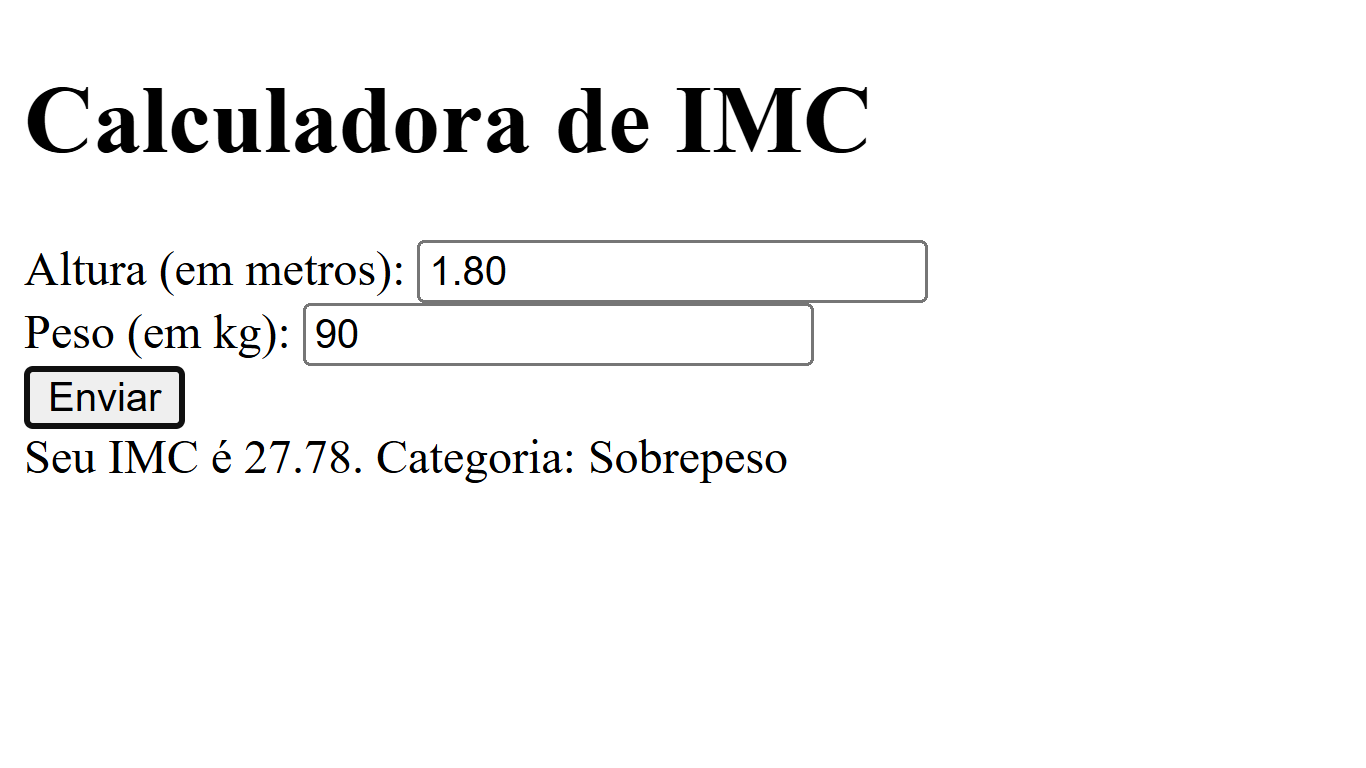 Calculadora de IMC
Altura (em metros): 1.80
Peso (em kg): 90
Enviar
Seu IMC é 27.78. Categoria: Sobrepeso